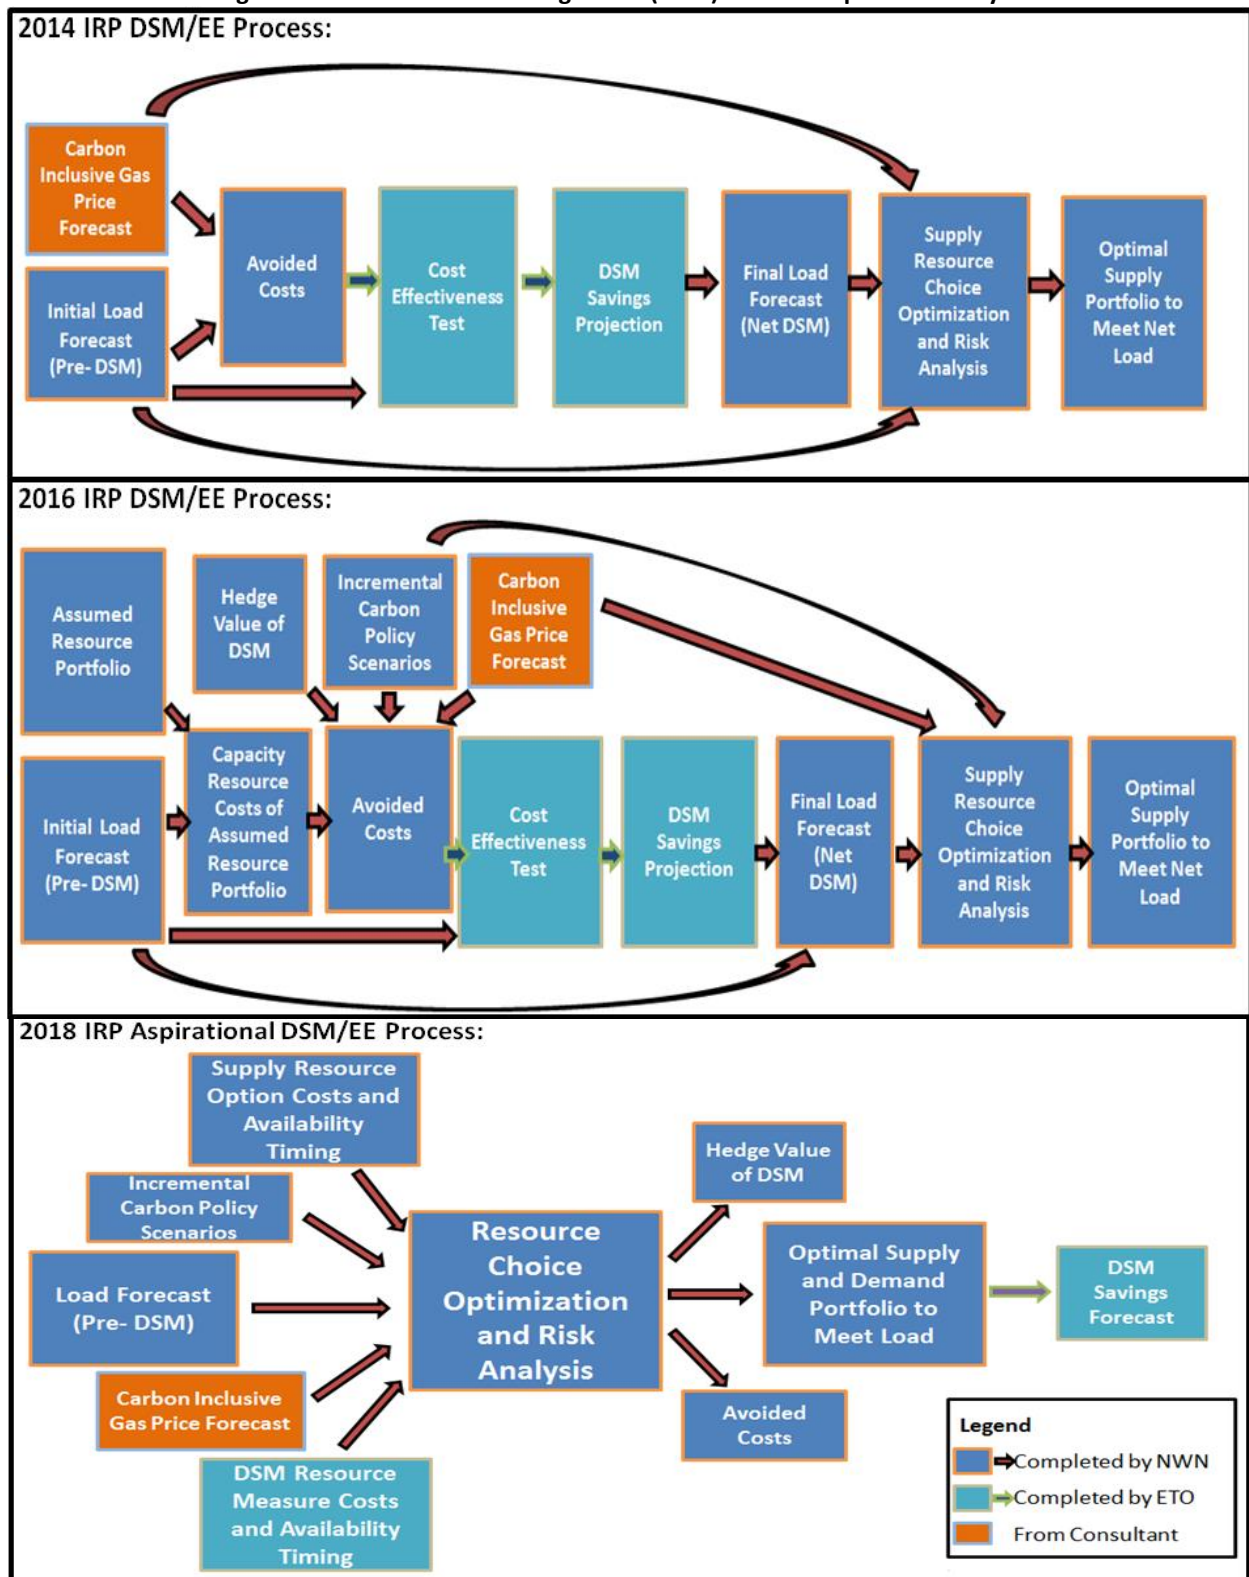 2014 IRP DSM/EE Process:
Carbon
Inclusive Gas
Price
Forecast
Initial Load
Forecast
(Pre- DSM)
Avoided
Costs
Cost
Effectiveness
Test
DSM
Savings
Projection
Final Load
Forecast
(Net DSM)
Supply
Resource
Choice
Optimization
and Risk
Analysis
Optimal
Supply
Portfolio to
Meet Net
Load
2016 IRP DSM/EE Process:
Assumed
Resource
Portfolio
Hedge
Value of
DSM
Incremental
Carbon
Policy
Scenarios
Carbon
Inclusive
Gas Price
Forecast
Initial Load
Forecast
(Pre- DSM)
Capacity
Resource
Costs of
Assumed
Resource
Portfolio
Avoided
Costs
Cost
Effectiveness
Test
DSM
Savings
Projection
Final Load
Forecast
(Net
DSM)
Supply
Resource
Choice
Optimization
and Risk
Analysis
Optimal
Supply
Portfolio to
Meet Net
Load
2018 IRP Aspirational DSM/EE Process:
Supply Resource
Option Costs and
Availability
Timing
Incremental
Carbon Policy
Scenarios
Load Forecast
(Pre- DSM)
Carbon Inclusive
Gas Price Forecast
DSM Resource
Measure Costs
and Availability
Timing
Resource
Choice
Optimization
and Risk
Analysis
Hedge Value
of DSM
Optimal Supply
and Demand
Portfolio to
Meet Load
Avoided
Costs
DSM
Savings
Forecast
Legend
Completed by NWN
Completed by ETO
From Consultant